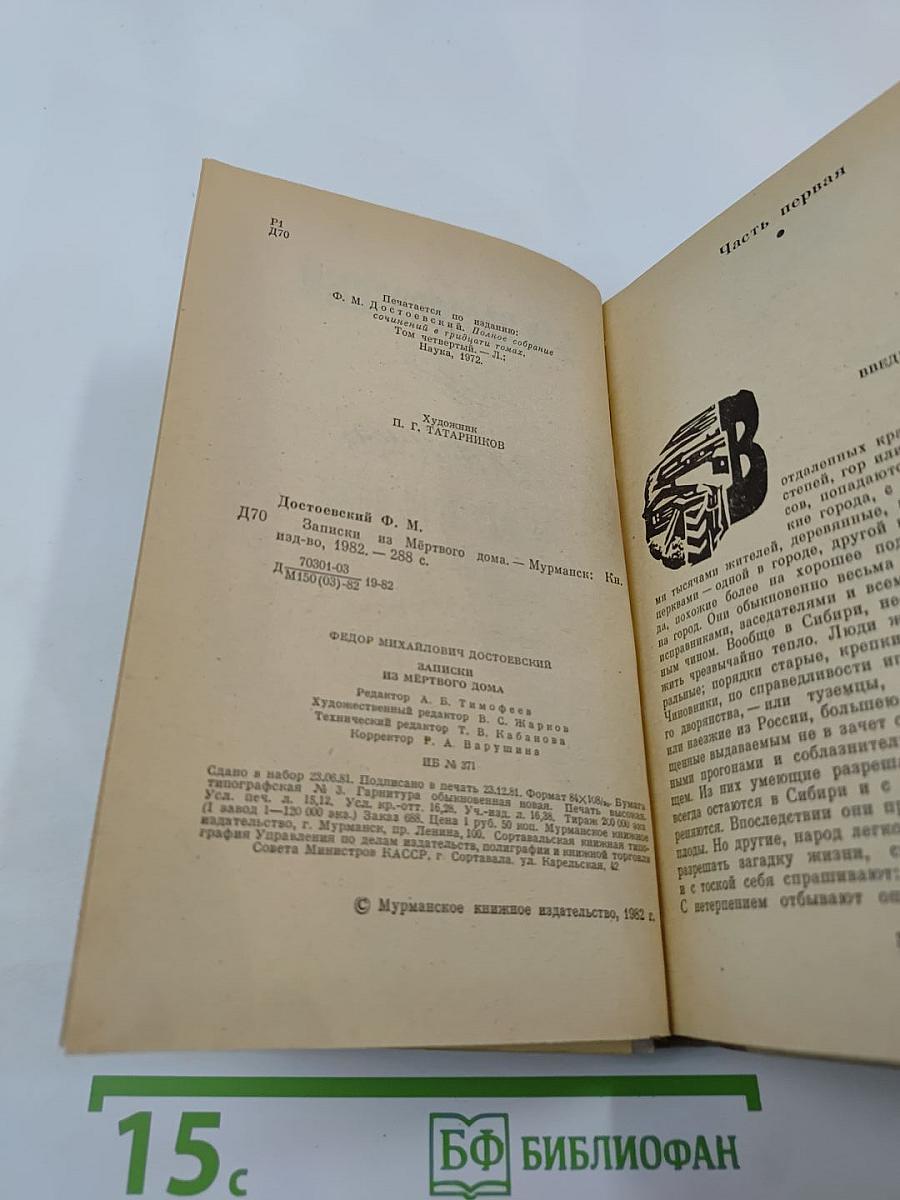 Р1
Д70
Печатается по изданию:
Ф. М. Достоевский. Полное собрание
сочинений в тридцати томах.
Том четвертый. — Л.:
Наука, 1972.
Художник
П. Г. ТАТАРНИКОВ
Достоевский Ф. М.
Д70 Записки из Мёртвого дома. — Мурманск: Кн.
изд-во, 1982. — 288 с.
Д 70301-03
М150(03)-82 19-82
ФЕДОР МИХАЙЛОВИЧ ДОСТОЕВСКИЙ
ЗАПИСКИ
ИЗ МЁРТВОГО ДОМА
Редактор А. Б. Тимофеев
Художественный редактор В. С. Жарков
Технический редактор Т. В. Кабанова
Корректор Р. А. Варушина
ИБ № 371
Сдано в набор 23.06.81. Подписано в печать 23.12.81. Формат 84×108/₃₂. Бумага
типографская № 3. Гарнитура обыкновенная новая. Печать высокая.
Усл. печ. л. 15,12. Усл. кр.-отт. 16,28. Уч.-изд. л. 16,38. Тираж 200 000 экз.
(I завод 1—120 000 экз.) Заказ 688. Цена 1 руб. 50 коп. Мурманское книжное
издательство, г. Мурманск, пр. Ленина, 100. Сортавальская книжная типо-
графия Управления по делам издательств, полиграфии и книжной торговли
Совета Министров КАССР, г. Сортавала. ул. Карельская, 42
© Мурманское книжное издательство, 1982 г.
Часть первая
В
отдаленных
степей, гор или
сов, попадаются
кие города, с
ми тысячами жителей, деревянные,
церквами — одной в городе, другой
да, похожие более на хорошее
на город. Они обыкновенно весьма
исправниками, заседателями и всем
ным чином. Вообще в Сибири,
жить чрезвычайно тепло. Люди
ральные; порядки старые,
Чиновники, по справедливости
го дворянства, — или туземцы,
или наезжие из России,
щенные выдаваемым не в зачет
ными прогонами и
щем. Из них умеющие
всегда остаются в Сибири и с
реняются. Впоследствии они
плоды. Но другие, народ
разрешать загадку жизни,
и с тоской себя спрашивают:
С нетерпением отбывают
15 с
БФ БИБЛИОФАН